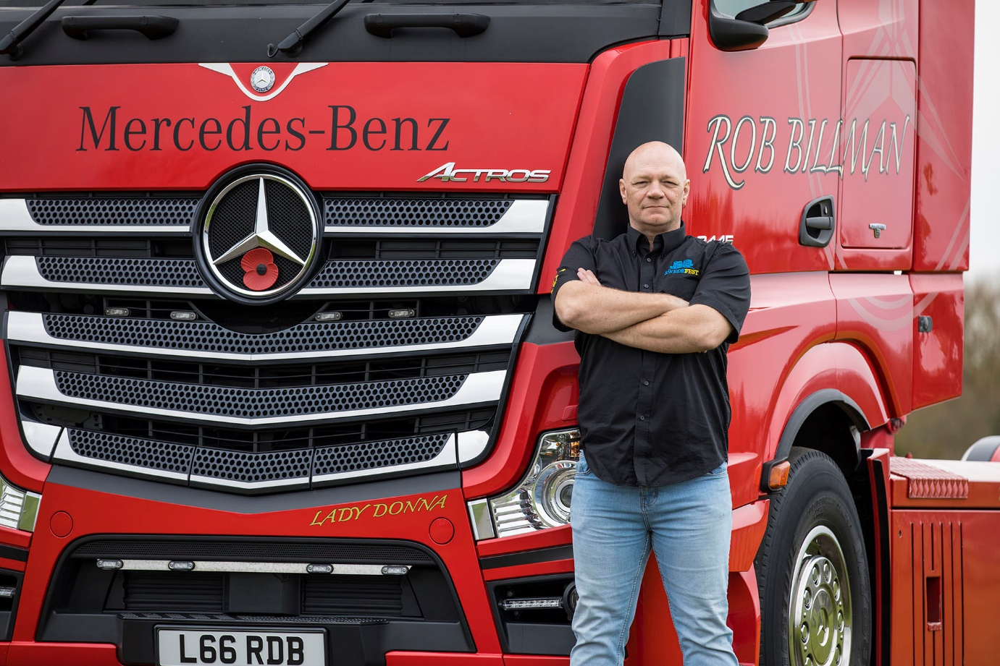 Mercedes-Benz
ACTROS
ROB BILLMAN
SWEDEFEST
LADY DONNA
L66 RDB